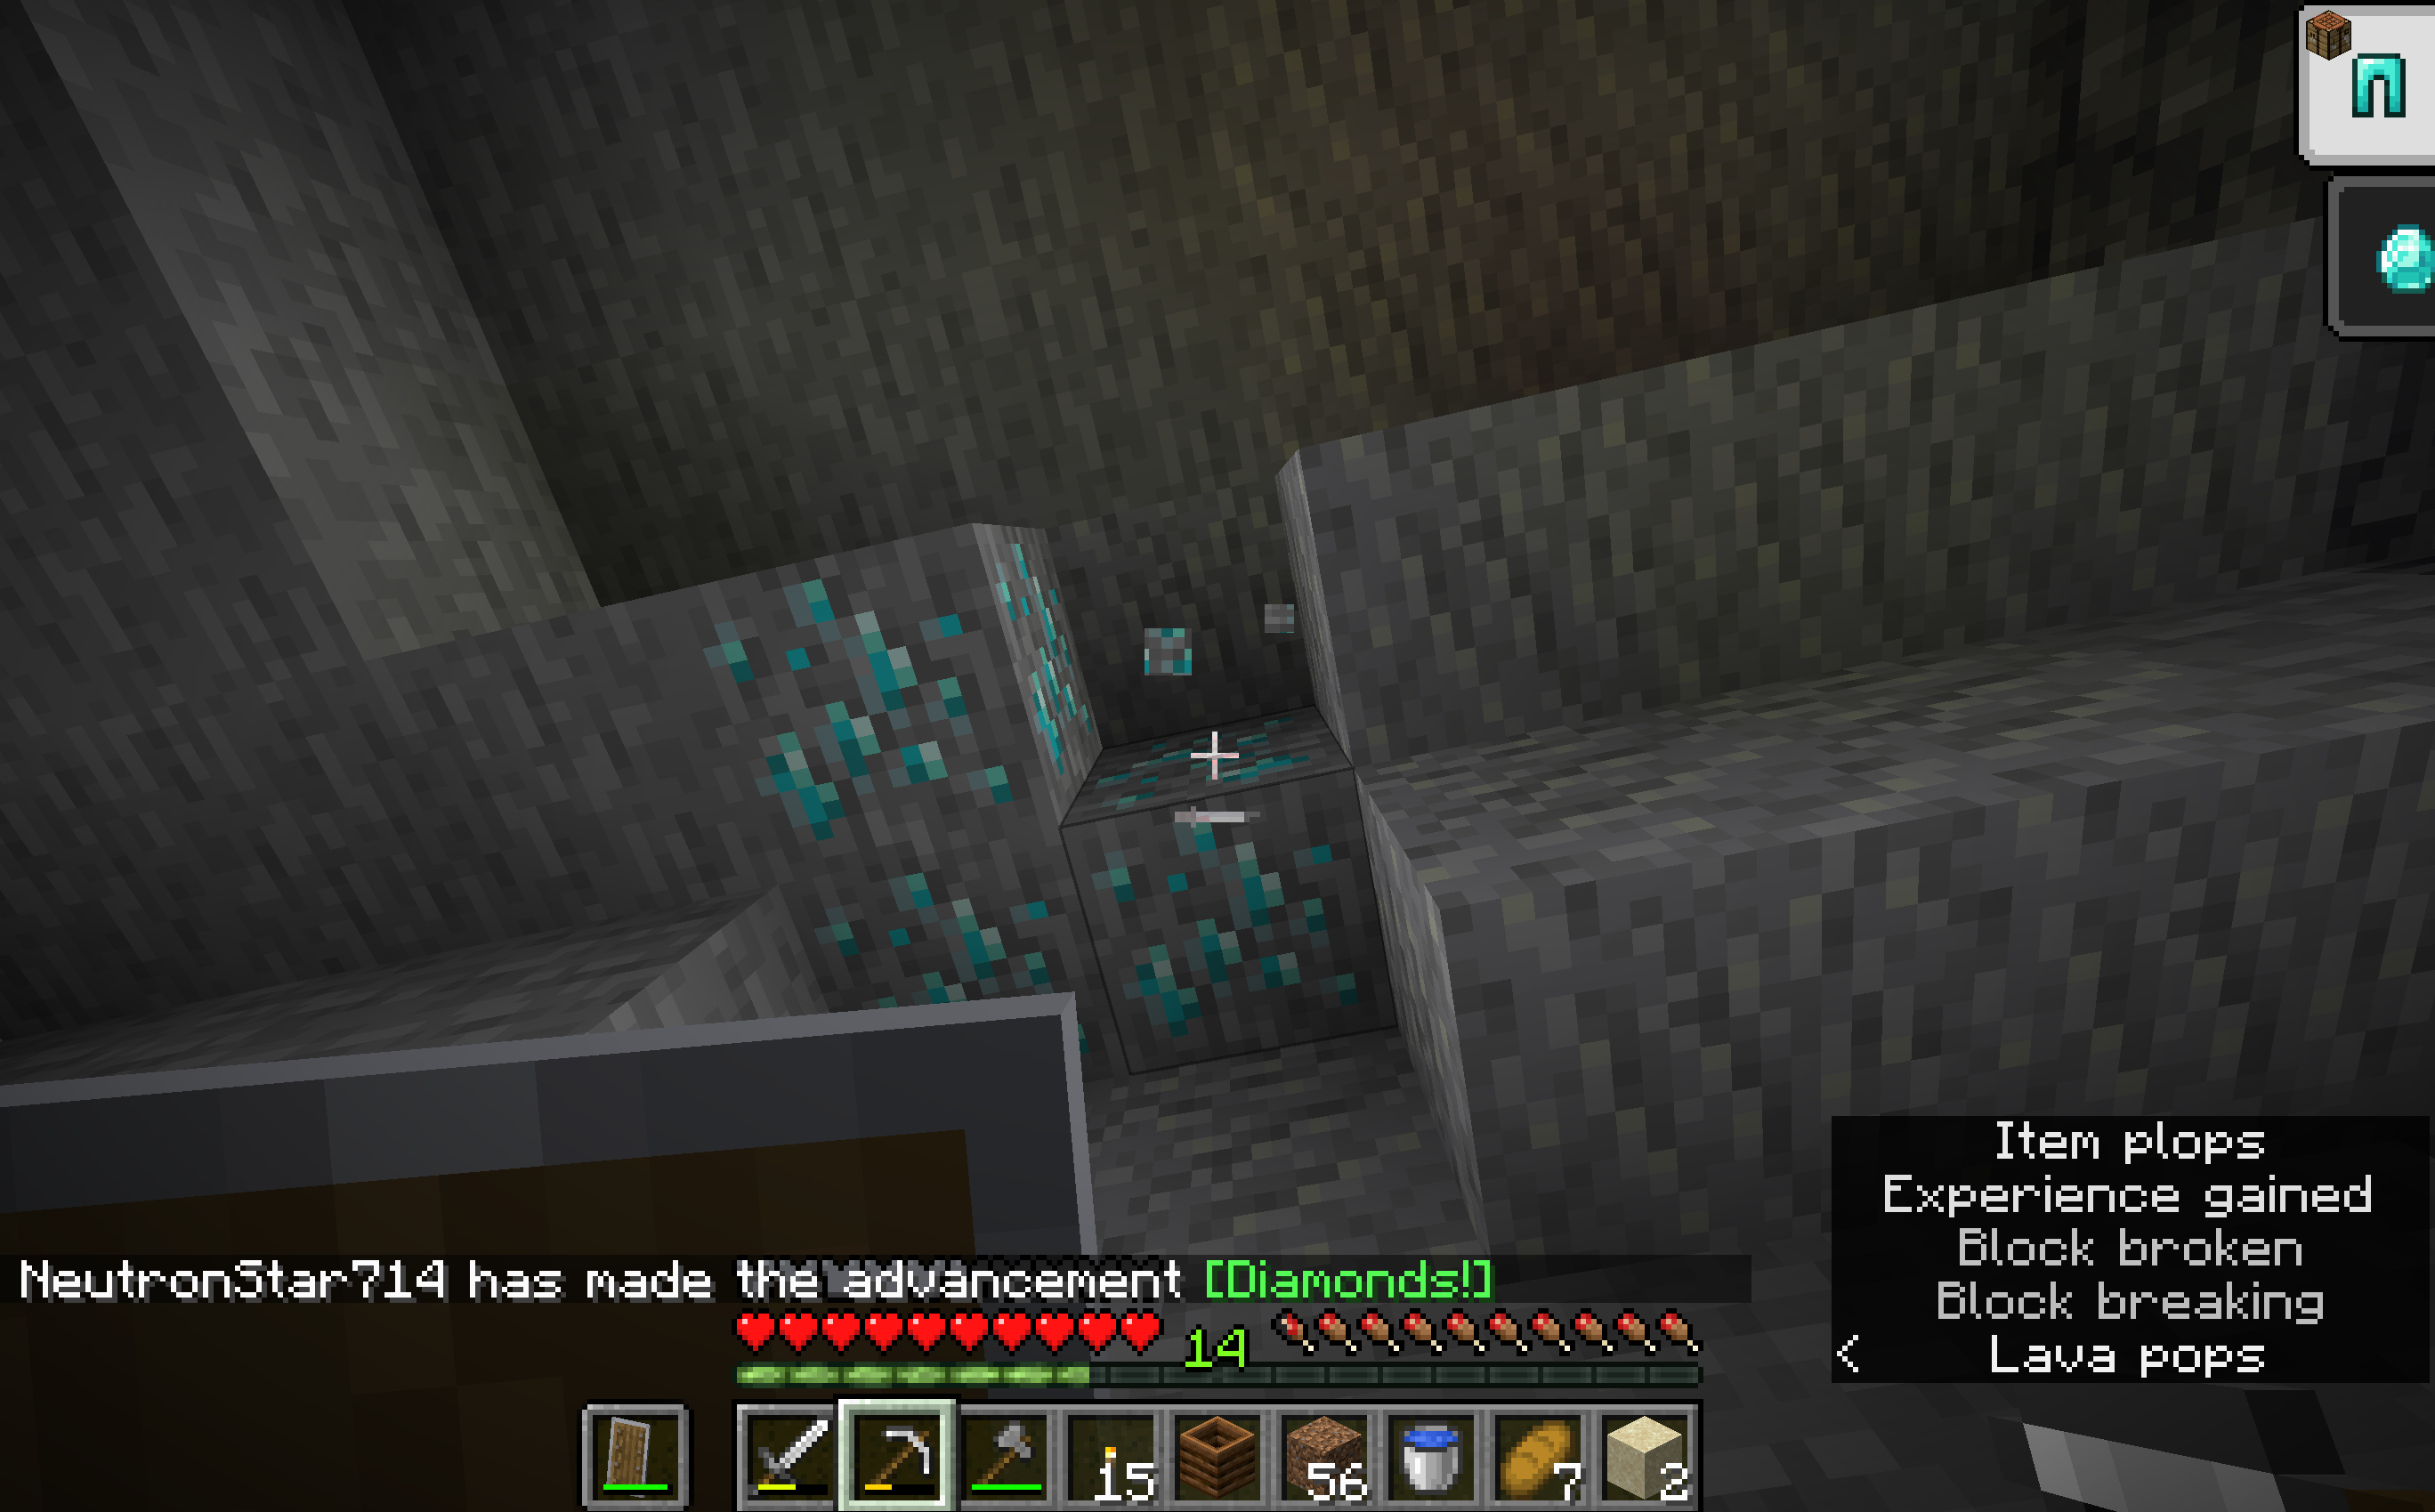 Item plops
Experience gained
Block broken
Block breaking
< Lava pops
NeutronStar714 has made the advancement [Diamonds!]
14
15
56
7
2